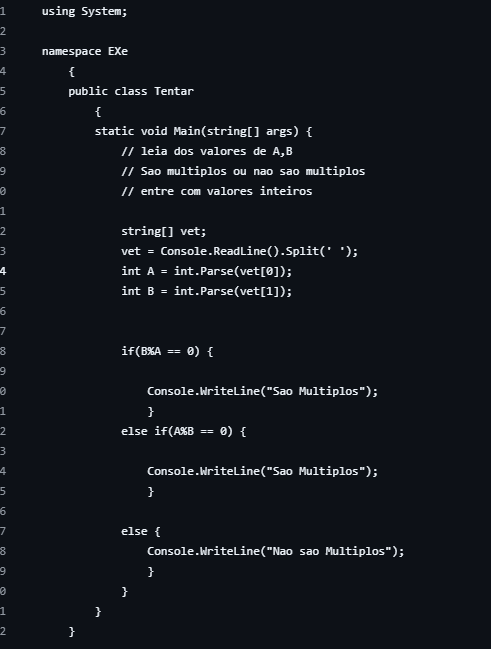 1 using System;
2
3 namespace EXe
4 {
5 public class Tentar
6 {
7 static void Main(string[] args) {
8 // leia dos valores de A,B
9 // Sao multiplos ou nao sao multiplos
0 // entre com valores inteiros
1
2 string[] vet;
3 vet = Console.ReadLine().Split(' ');
4 int A = int.Parse(vet[0]);
5 int B = int.Parse(vet[1]);
6
7
8 if(B%A == 0) {
9
0 Console.WriteLine("Sao Multiplos");
1 }
2 else if(A%B == 0) {
3
4 Console.WriteLine("Sao Multiplos");
5 }
6
7 else {
8 Console.WriteLine("Nao sao Multiplos");
9 }
0 }
1 }
2 }